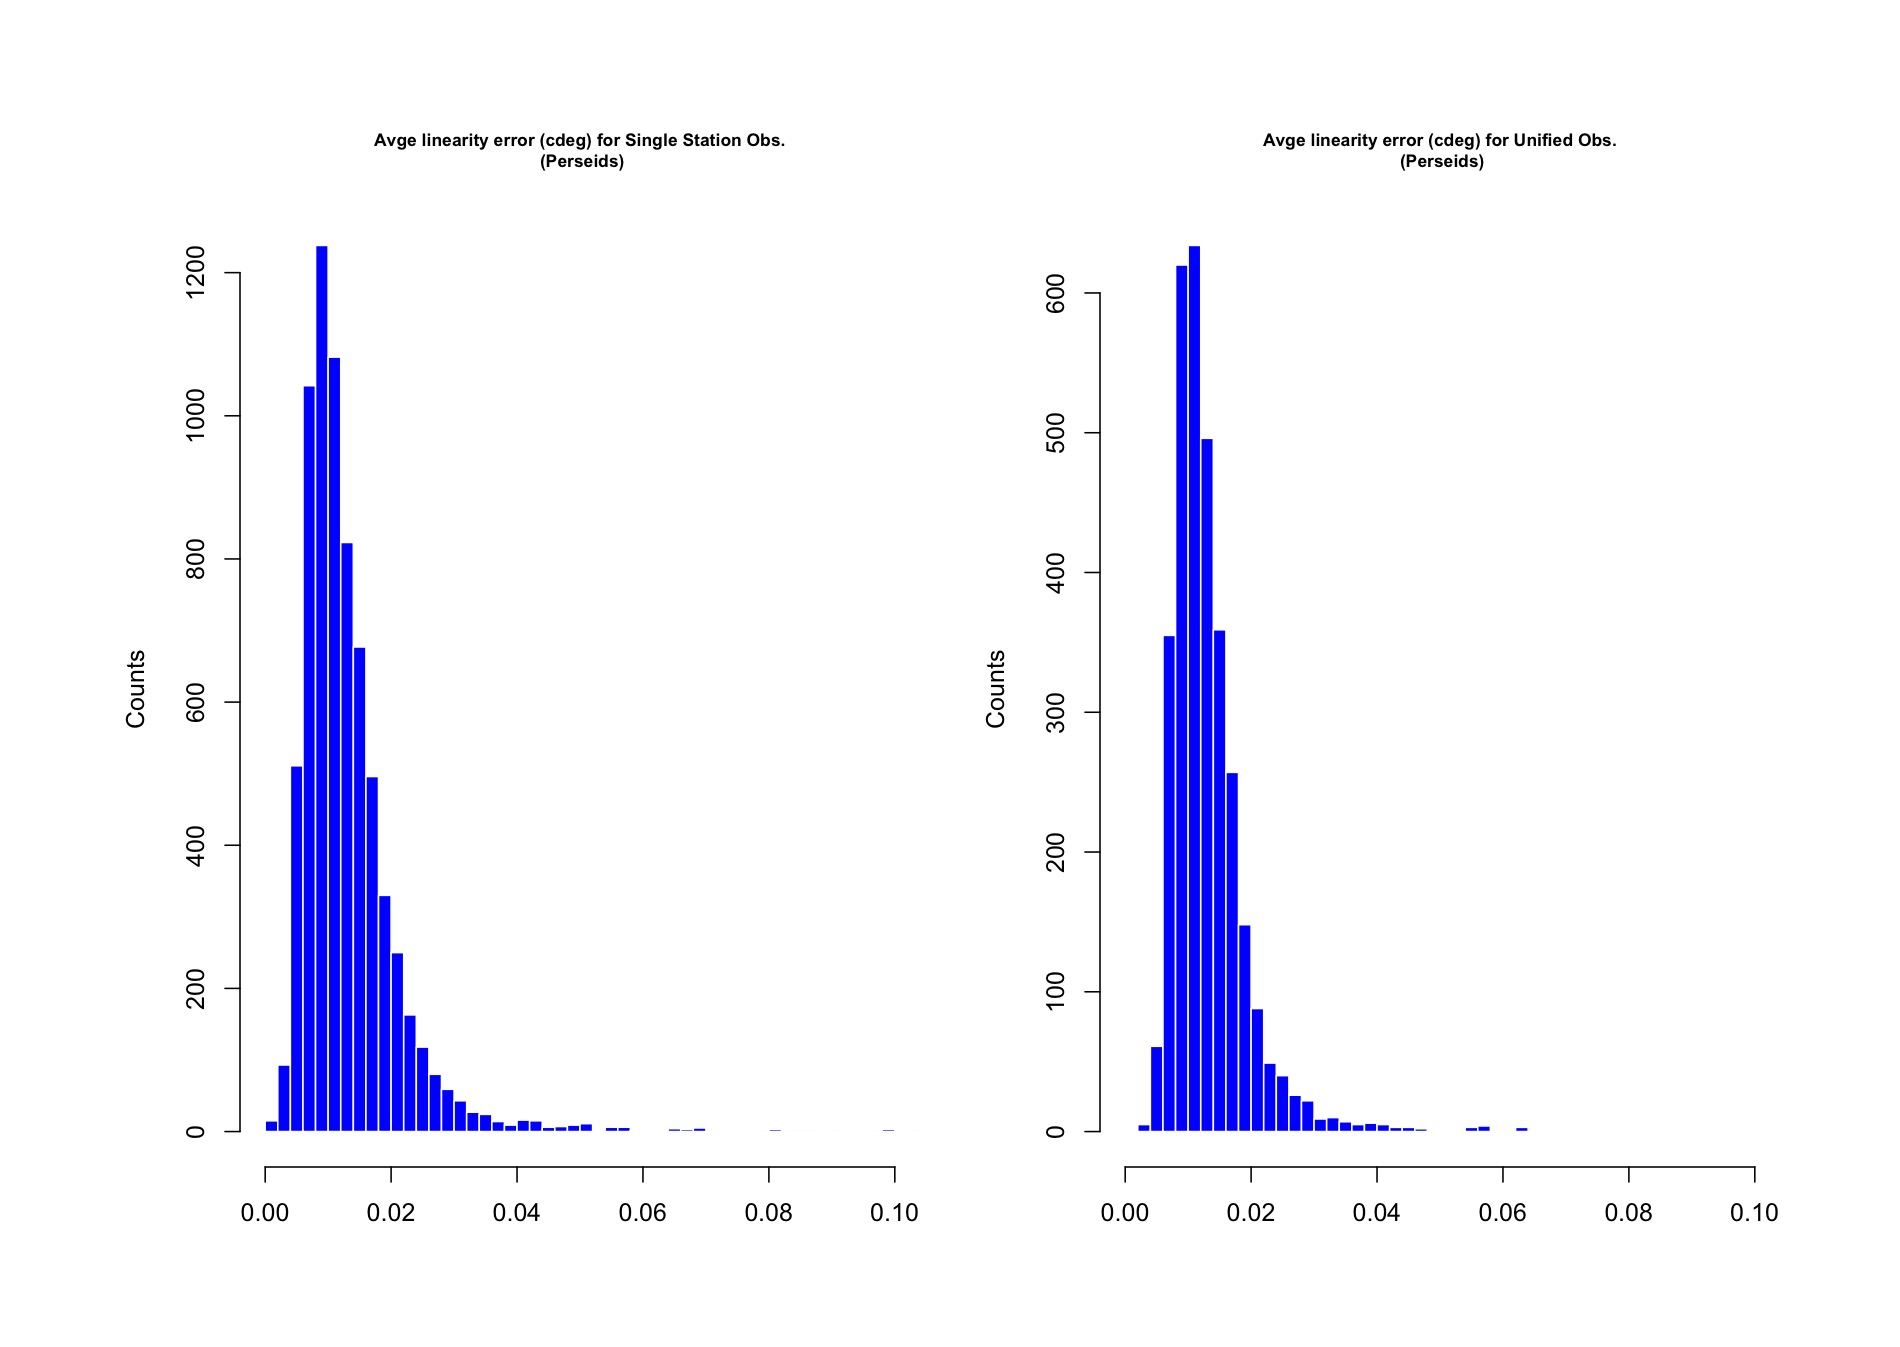 Avge linearity error (cdeg) for Single Station Obs.
(Perseids)
Counts
1200
1000
800
600
400
200
0
0.00 0.02 0.04 0.06 0.08 0.10
Avge linearity error (cdeg) for Unified Obs.
(Perseids)
Counts
600
500
400
300
200
100
0
0.00 0.02 0.04 0.06 0.08 0.10